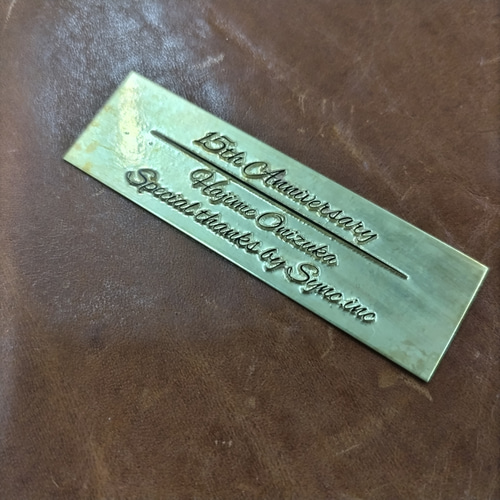 15th Anniversary
Hajime Onizuka
Special thanks by Sync.inc